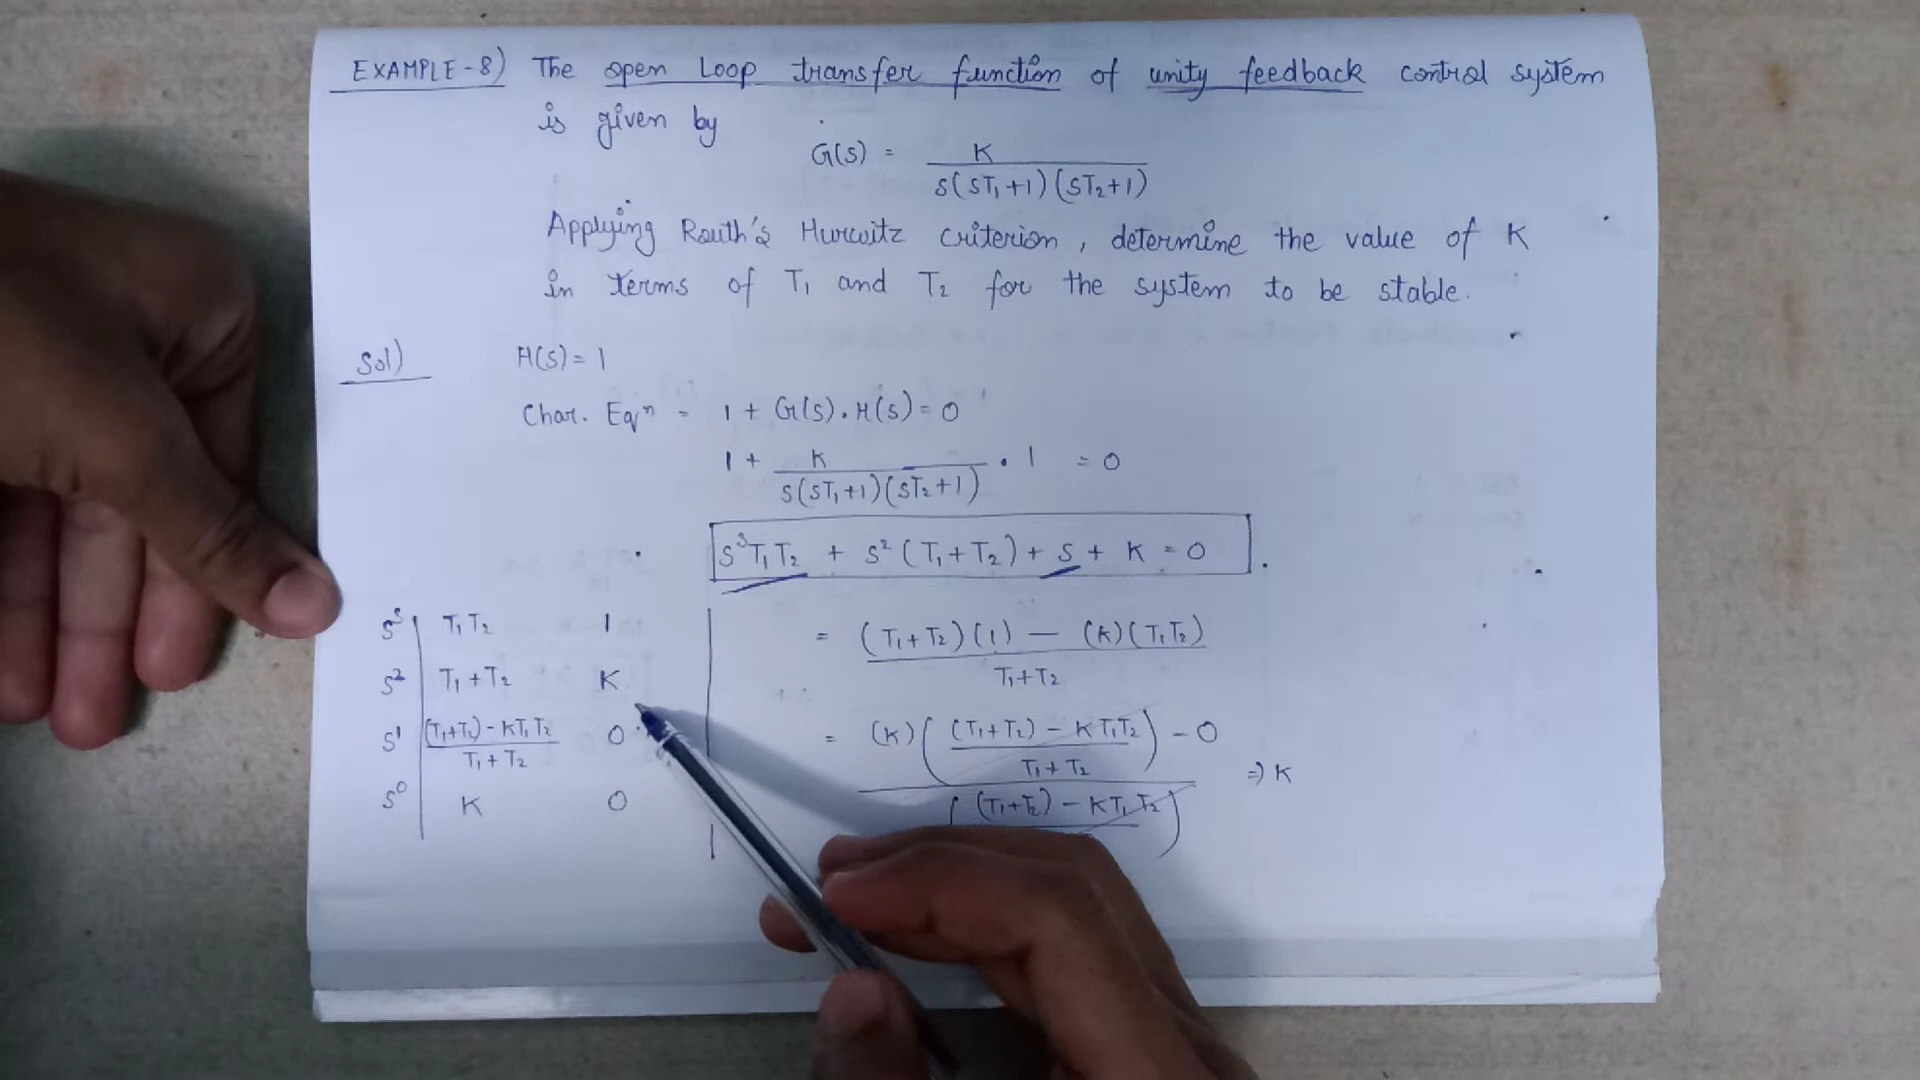 EXAMPLE-8) The open Loop transfer function of unity feedback control system
is given by
G(s) = K / s(sT₁+1)(sT₂+1)
Applying Routh's Hurwitz criterion, determine the value of K
in terms of T₁ and T₂ for the system to be stable.
Sol) H(s) = 1
Char. Eqⁿ = 1 + G(s).H(s) = 0
1 + K / s(sT₁+1)(sT₂+1) . 1 = 0
s³T₁T₂ + s²(T₁+T₂) + s + K = 0
s³ | T₁T₂ 1
s² | T₁+T₂ K
s¹ | (T₁+T₂) - KT₁T₂ / T₁+T₂ 0
s⁰ | K 0
= (T₁+T₂)(1) - (K)(T₁T₂) / T₁+T₂
= (K)((T₁+T₂) - KT₁T₂ / T₁+T₂) - 0 / ((T₁+T₂) - KT₁T₂) ⇒ K